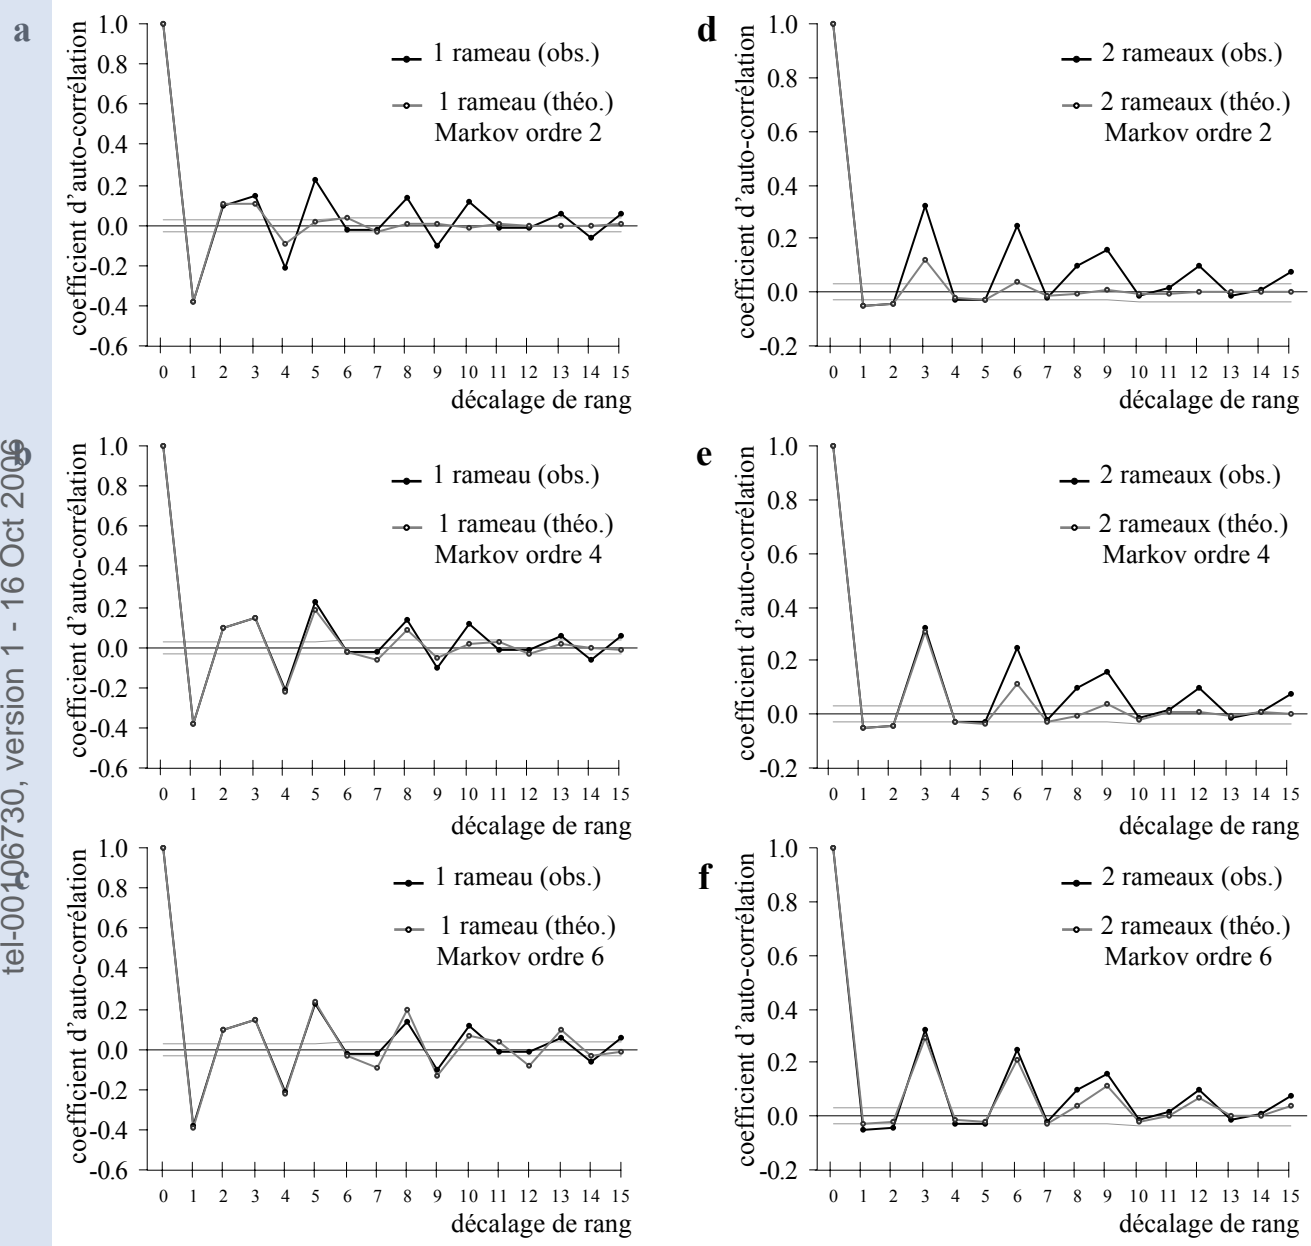 a
coefficient d'auto-corrélation
1.0
0.8
0.6
0.4
0.2
0.0
-0.2
-0.4
-0.6
1 rameau (obs.)
1 rameau (théo.)
Markov ordre 2
0 1 2 3 4 5 6 7 8 9 10 11 12 13 14 15
décalage de rang
d
coefficient d'auto-corrélation
1.0
0.8
0.6
0.4
0.2
0.0
-0.2
2 rameaux (obs.)
2 rameaux (théo.)
Markov ordre 2
0 1 2 3 4 5 6 7 8 9 10 11 12 13 14 15
décalage de rang
b
coefficient d'auto-corrélation
1.0
0.8
0.6
0.4
0.2
0.0
-0.2
-0.4
-0.6
1 rameau (obs.)
1 rameau (théo.)
Markov ordre 4
0 1 2 3 4 5 6 7 8 9 10 11 12 13 14 15
décalage de rang
e
coefficient d'auto-corrélation
1.0
0.8
0.6
0.4
0.2
0.0
-0.2
2 rameaux (obs.)
2 rameaux (théo.)
Markov ordre 4
0 1 2 3 4 5 6 7 8 9 10 11 12 13 14 15
décalage de rang
c
coefficient d'auto-corrélation
1.0
0.8
0.6
0.4
0.2
0.0
-0.2
-0.4
-0.6
1 rameau (obs.)
1 rameau (théo.)
Markov ordre 6
0 1 2 3 4 5 6 7 8 9 10 11 12 13 14 15
décalage de rang
f
coefficient d'auto-corrélation
1.0
0.8
0.6
0.4
0.2
0.0
-0.2
2 rameaux (obs.)
2 rameaux (théo.)
Markov ordre 6
0 1 2 3 4 5 6 7 8 9 10 11 12 13 14 15
décalage de rang
tel-00106730, version 1 - 16 Oct 2006